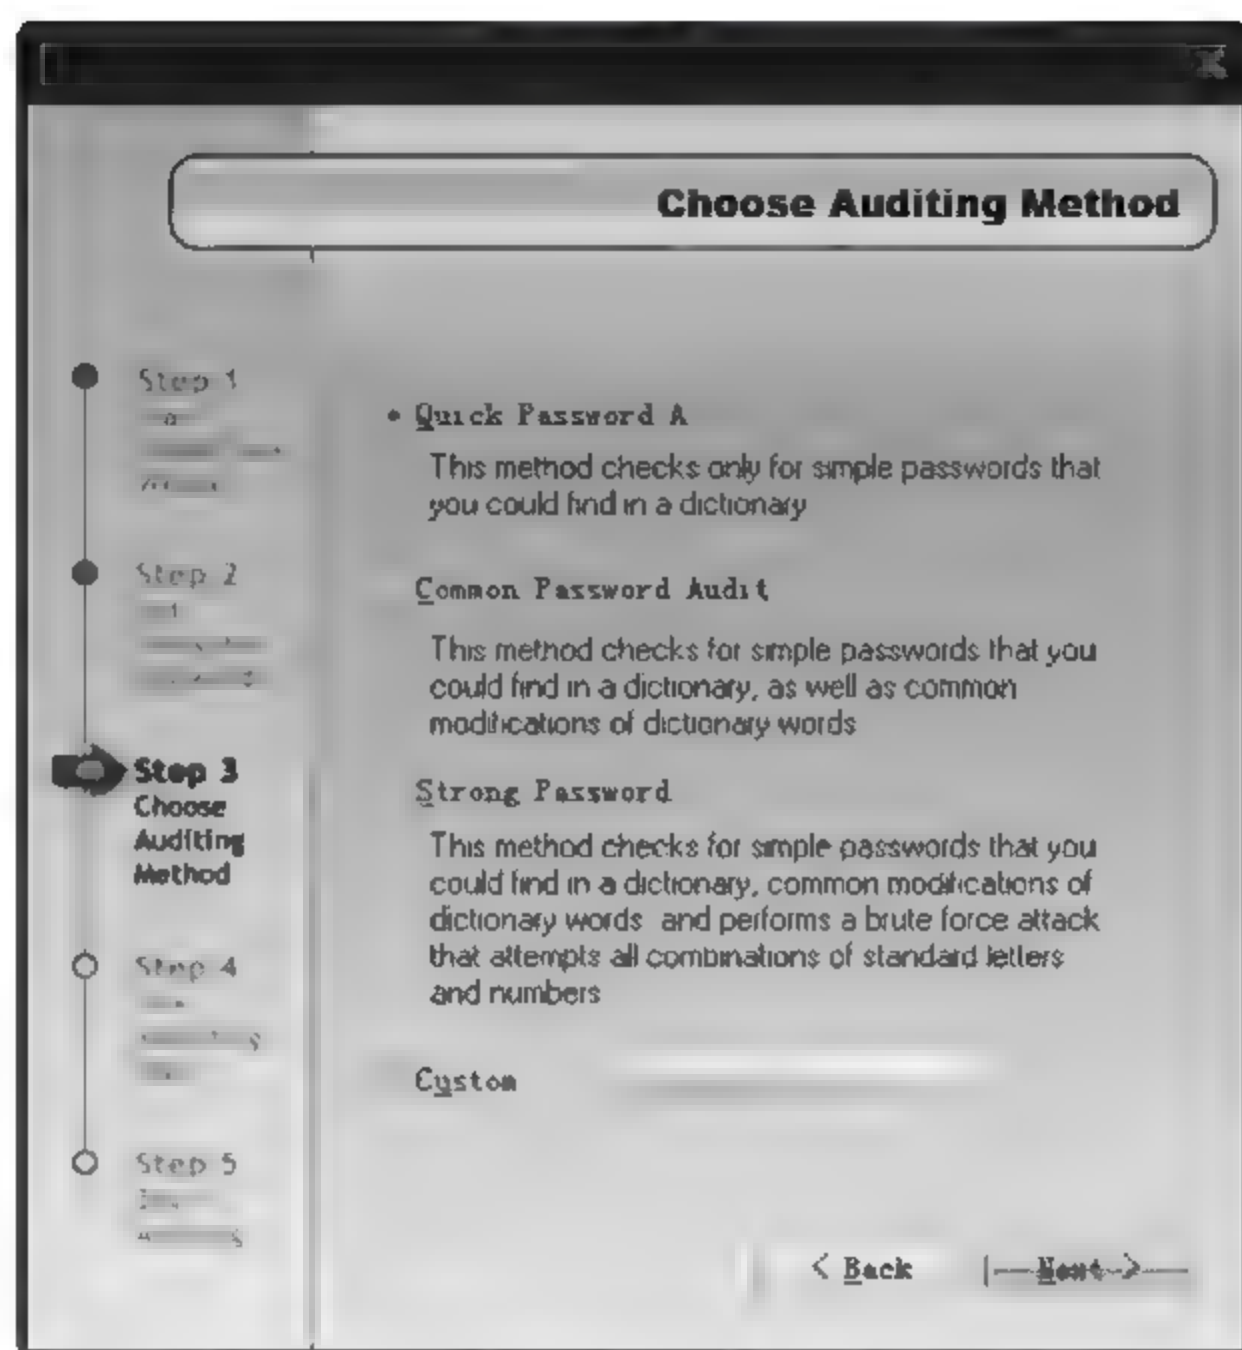 Choose Auditing Method
Step 1
Step 2
Step 3
Choose
Auditing
Method
Step 4
Step 5
Quick Password A
This method checks only for simple passwords that
you could find in a dictionary
Common Password Audit
This method checks for simple passwords that you
could find in a dictionary, as well as common
modifications of dictionary words
Strong Password
This method checks for simple passwords that you
could find in a dictionary, common modifications of
dictionary words and performs a brute force attack
that attempts all combinations of standard letters
and numbers
Custom
< Back
Next >